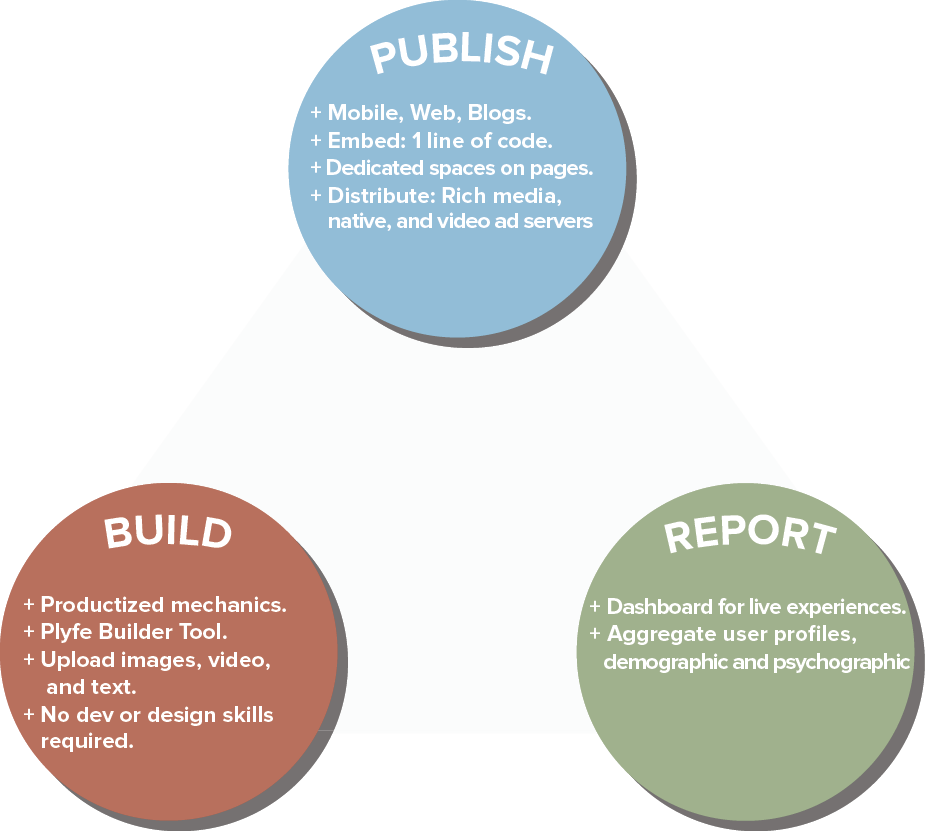 PUBLISH
+ Mobile, Web, Blogs.
+ Embed: 1 line of code.
+ Dedicated spaces on pages.
+ Distribute: Rich media,
native, and video ad servers
BUILD
+ Productized mechanics.
+ Plyfe Builder Tool.
+ Upload images, video,
and text.
+ No dev or design skills
required.
REPORT
+ Dashboard for live experiences.
+ Aggregate user profiles,
demographic and psychographic